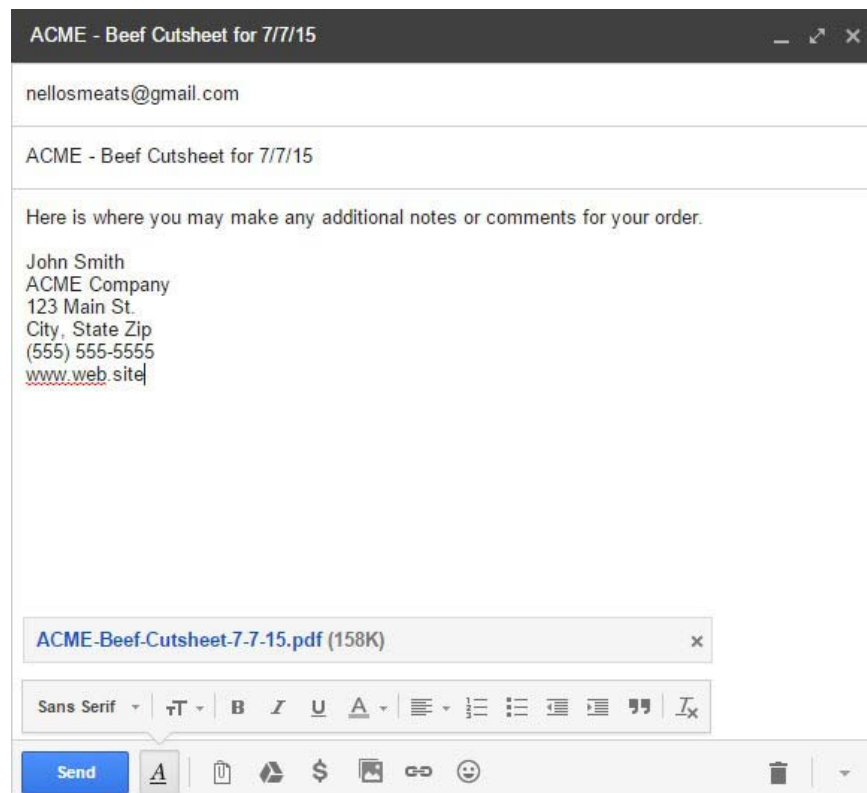 ACME - Beef Cutsheet for 7/7/15
nellosmeats@gmail.com
ACME - Beef Cutsheet for 7/7/15
Here is where you may make any additional notes or comments for your order.
John Smith
ACME Company
123 Main St.
City, State Zip
(555) 555-5555
www.web.site
ACME-Beef-Cutsheet-7-7-15.pdf (158K)
Sans Serif
Send